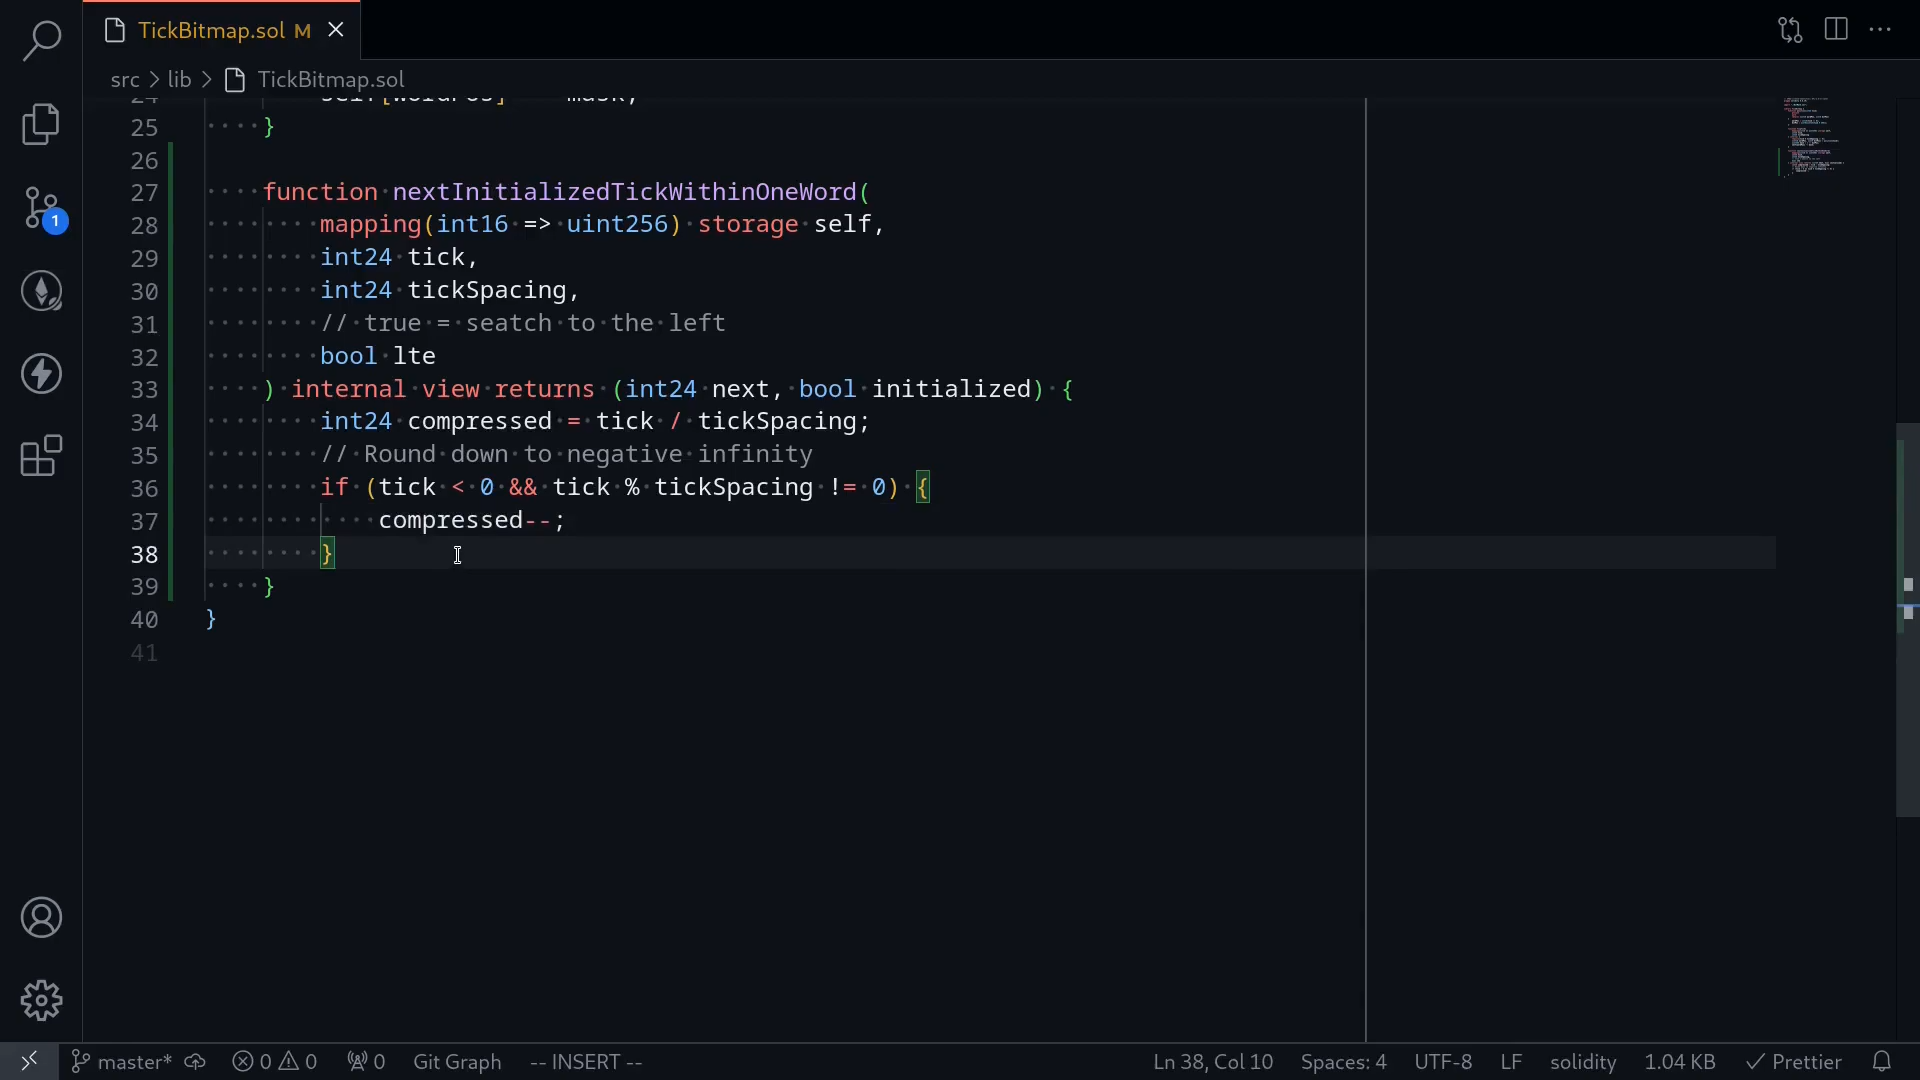 TickBitmap.sol M
src > lib > TickBitmap.sol
25 }
26
27 function nextInitializedTickWithinOneWord(
28 mapping(int16 => uint256) storage self,
29 int24 tick,
30 int24 tickSpacing,
31 // true = seatch to the left
32 bool lte
33 ) internal view returns (int24 next, bool initialized) {
34 int24 compressed = tick / tickSpacing;
35 // Round down to negative infinity
36 if (tick < 0 && tick % tickSpacing != 0) {
37 compressed--;
38 }
39 }
40 }
41
1
master* 0 0 0 Git Graph -- INSERT -- Ln 38, Col 10 Spaces: 4 UTF-8 LF solidity 1.04 KB Prettier